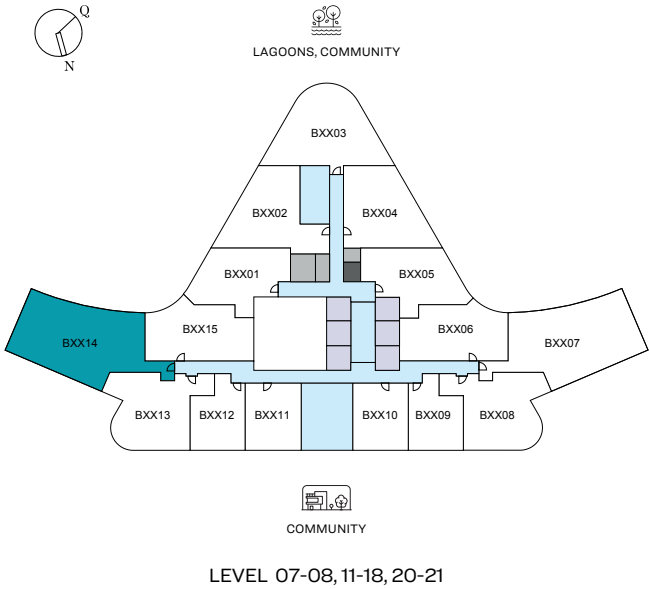 Q
N
LAGOONS, COMMUNITY
BXX03
BXX02
BXX04
BXX01
BXX05
BXX14
BXX15
BXX06
BXX07
BXX13
BXX12
BXX11
BXX10
BXX09
BXX08
COMMUNITY
LEVEL 07-08, 11-18, 20-21